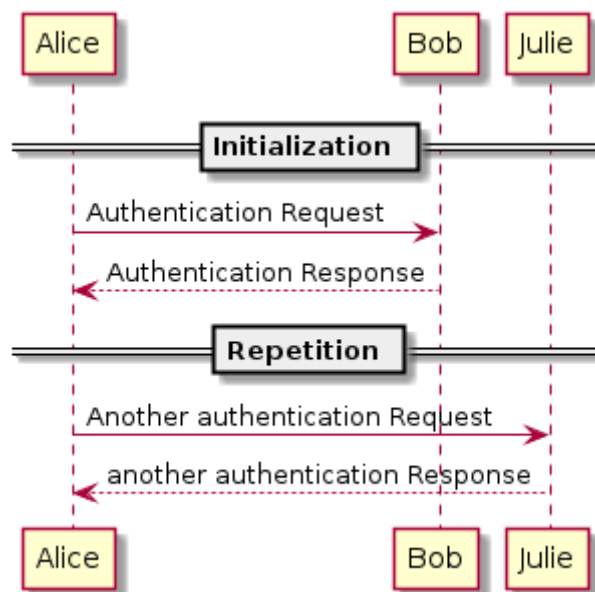 Alice
Bob
Julie
Initialization
Authentication Request
Authentication Response
Repetition
Another authentication Request
another authentication Response
Alice
Bob
Julie